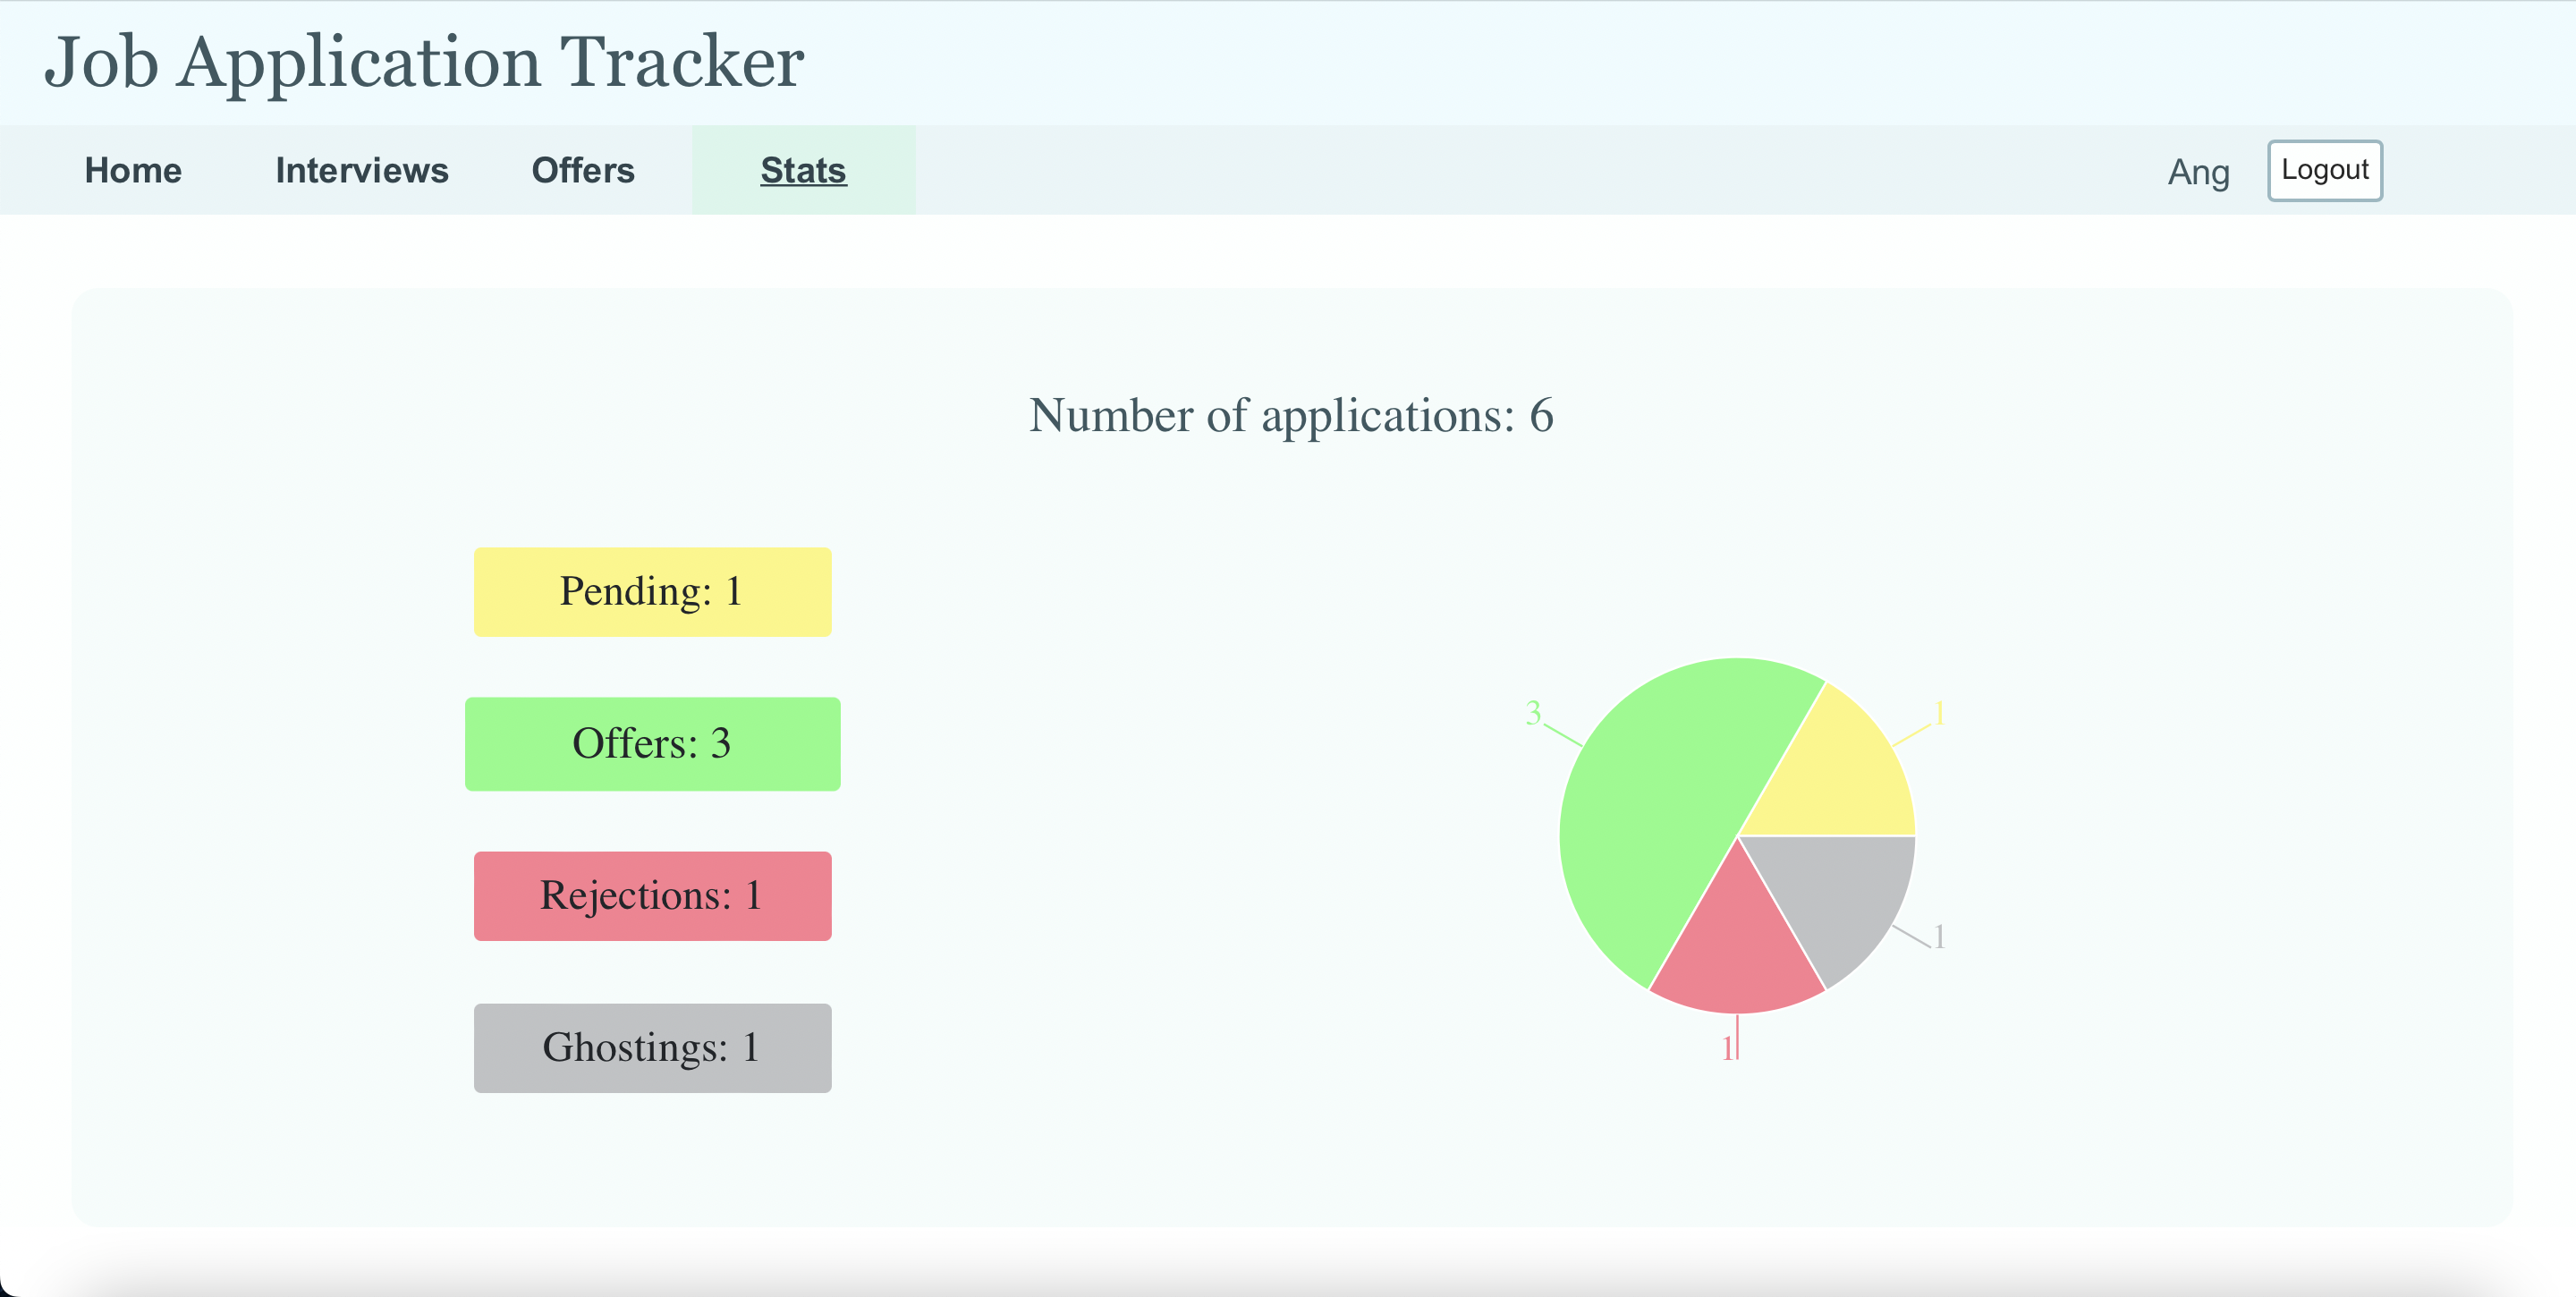 Job Application Tracker
Home Interviews Offers Stats Ang Logout
Number of applications: 6
Pending: 1
Offers: 3
Rejections: 1
Ghostings: 1
3
1
1
1